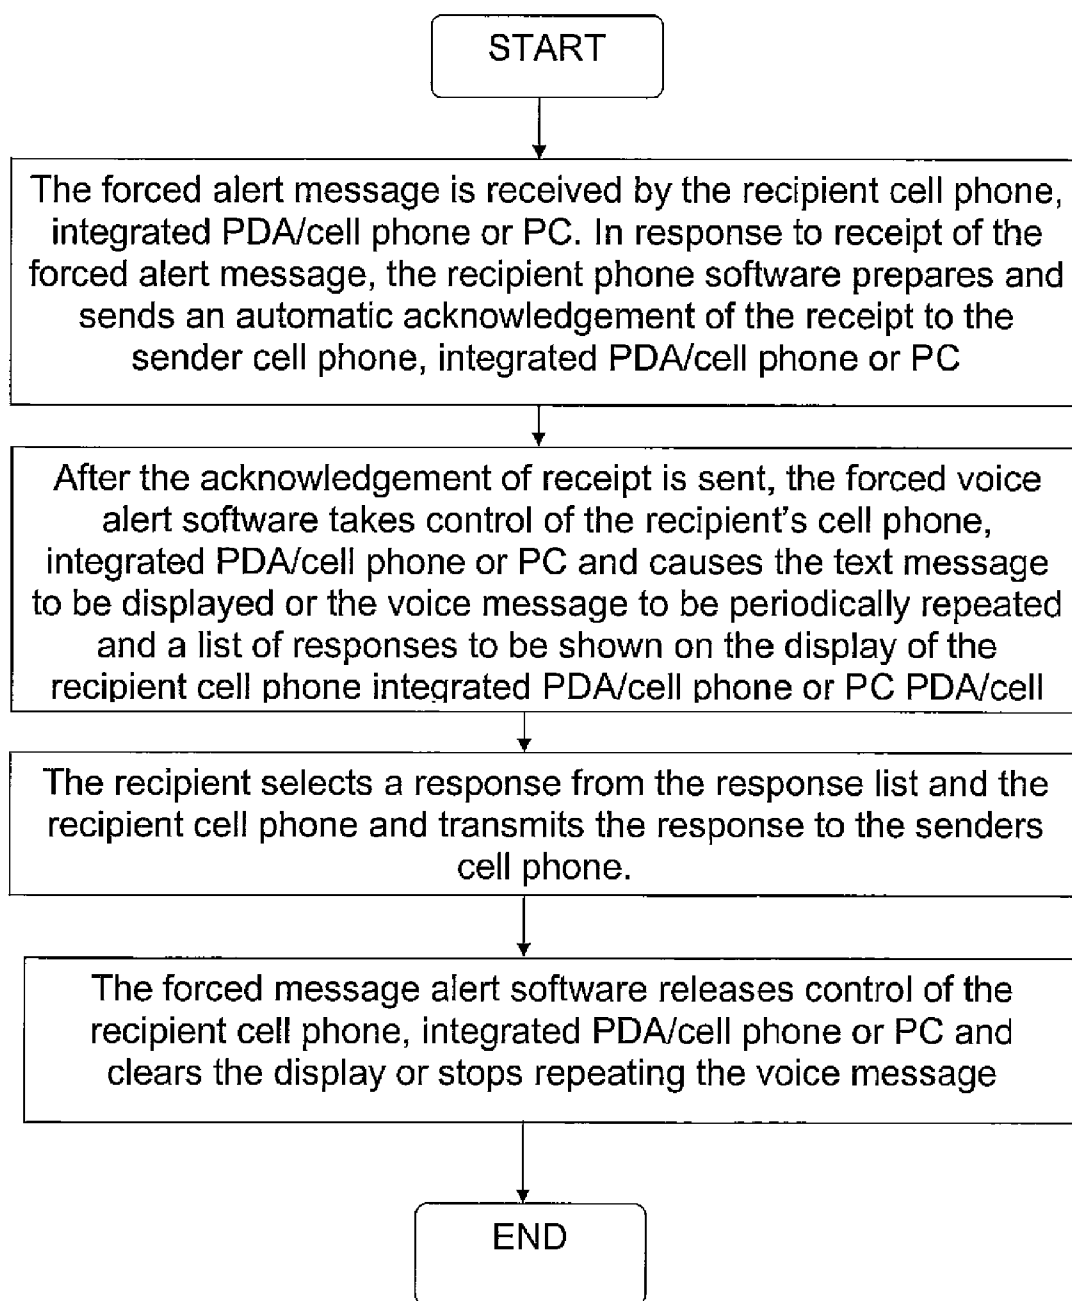 START
The forced alert message is received by the recipient cell phone,
integrated PDA/cell phone or PC. In response to receipt of the
forced alert message, the recipient phone software prepares and
sends an automatic acknowledgement of the receipt to the
sender cell phone, integrated PDA/cell phone or PC
After the acknowledgement of receipt is sent, the forced voice
alert software takes control of the recipient's cell phone,
integrated PDA/cell phone or PC and causes the text message
to be displayed or the voice message to be periodically repeated
and a list of responses to be shown on the display of the
recipient cell phone integrated PDA/cell phone or PC PDA/cell
The recipient selects a response from the response list and the
recipient cell phone and transmits the response to the senders
cell phone.
The forced message alert software releases control of the
recipient cell phone, integrated PDA/cell phone or PC and
clears the display or stops repeating the voice message
END